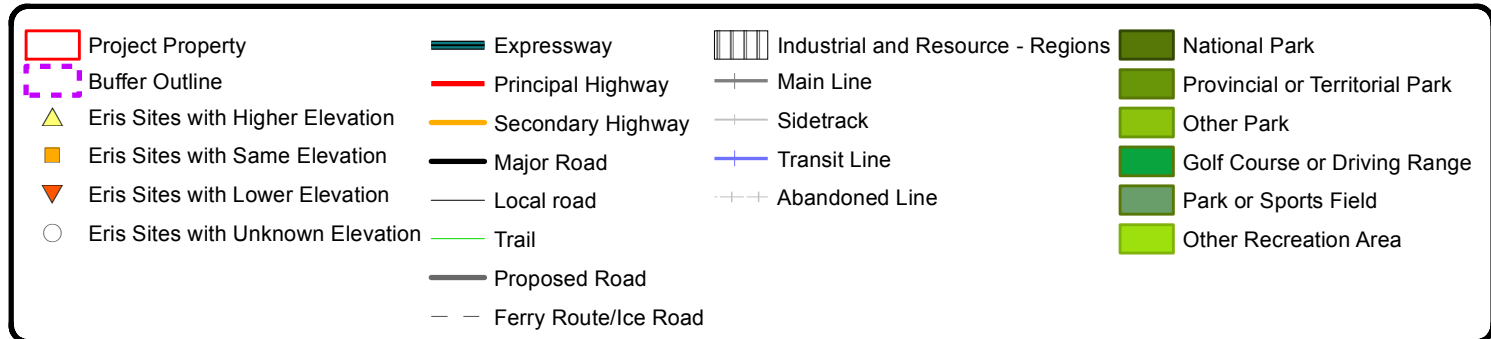 Project Property
Buffer Outline
Eris Sites with Higher Elevation
Eris Sites with Same Elevation
Eris Sites with Lower Elevation
Eris Sites with Unknown Elevation
Expressway
Principal Highway
Secondary Highway
Major Road
Local road
Trail
Proposed Road
Ferry Route/Ice Road
Industrial and Resource - Regions
Main Line
Sidetrack
Transit Line
Abandoned Line
National Park
Provincial or Territorial Park
Other Park
Golf Course or Driving Range
Park or Sports Field
Other Recreation Area